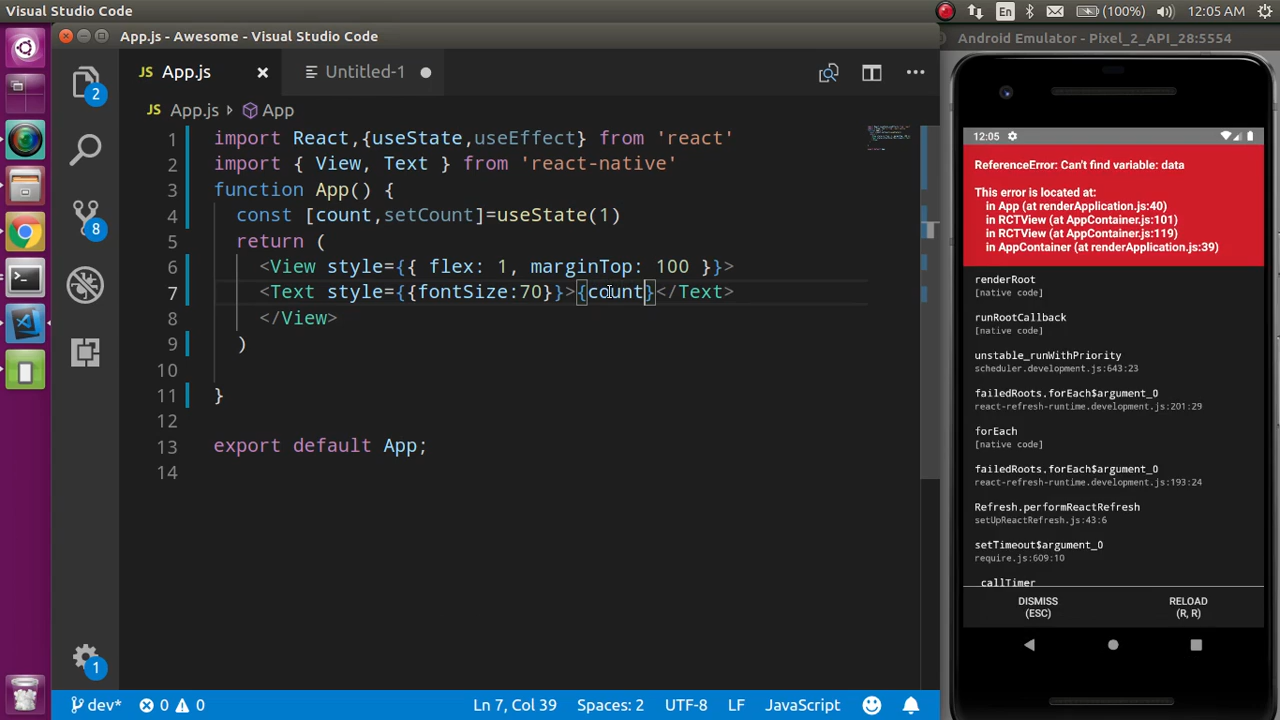 Visual Studio Code
En
(100%)
12:05 AM
App.js - Awesome - Visual Studio Code
Android Emulator - Pixel_2_API_28:5554
JS App.js
Untitled-1
JS App.js > App
1 import React,{useState,useEffect} from 'react'
2 import { View, Text } from 'react-native'
3 function App() {
4 const [count,setCount]=useState(1)
5 return (
6 <View style={{ flex: 1, marginTop: 100 }}>
7 <Text style={{fontSize:70}}>{count}</Text>
8 </View>
9 )
10
11 }
12
13 export default App;
14
2
8
1
12:05
ReferenceError: Can't find variable: data
This error is located at:
in App (at renderApplication.js:40)
in RCTView (at AppContainer.js:101)
in RCTView (at AppContainer.js:119)
in AppContainer (at renderApplication.js:39)
renderRoot
[native code]
runRootCallback
[native code]
unstable_runWithPriority
scheduler.development.js:643:23
failedRoots.forEach$argument_0
react-refresh-runtime.development.js:201:29
forEach
[native code]
failedRoots.forEach$argument_0
react-refresh-runtime.development.js:193:24
Refresh.performReactRefresh
setUpReactRefresh.js:43:6
setTimeout$argument_0
require.js:609:10
_callTimer
DISMISS
(ESC)
RELOAD
(R, R)
dev*
0
0
Ln 7, Col 39
Spaces: 2
UTF-8
LF
JavaScript